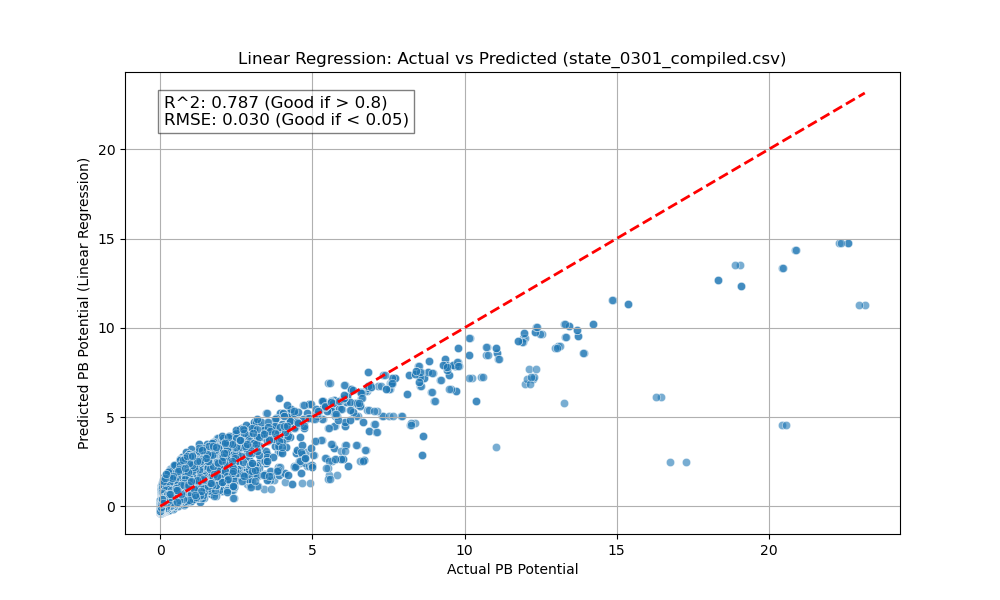 Linear Regression: Actual vs Predicted (state_0301_compiled.csv)
R^2: 0.787 (Good if > 0.8)
RMSE: 0.030 (Good if < 0.05)
Predicted PB Potential (Linear Regression)
20
15
10
5
0
0 5 10 15 20
Actual PB Potential